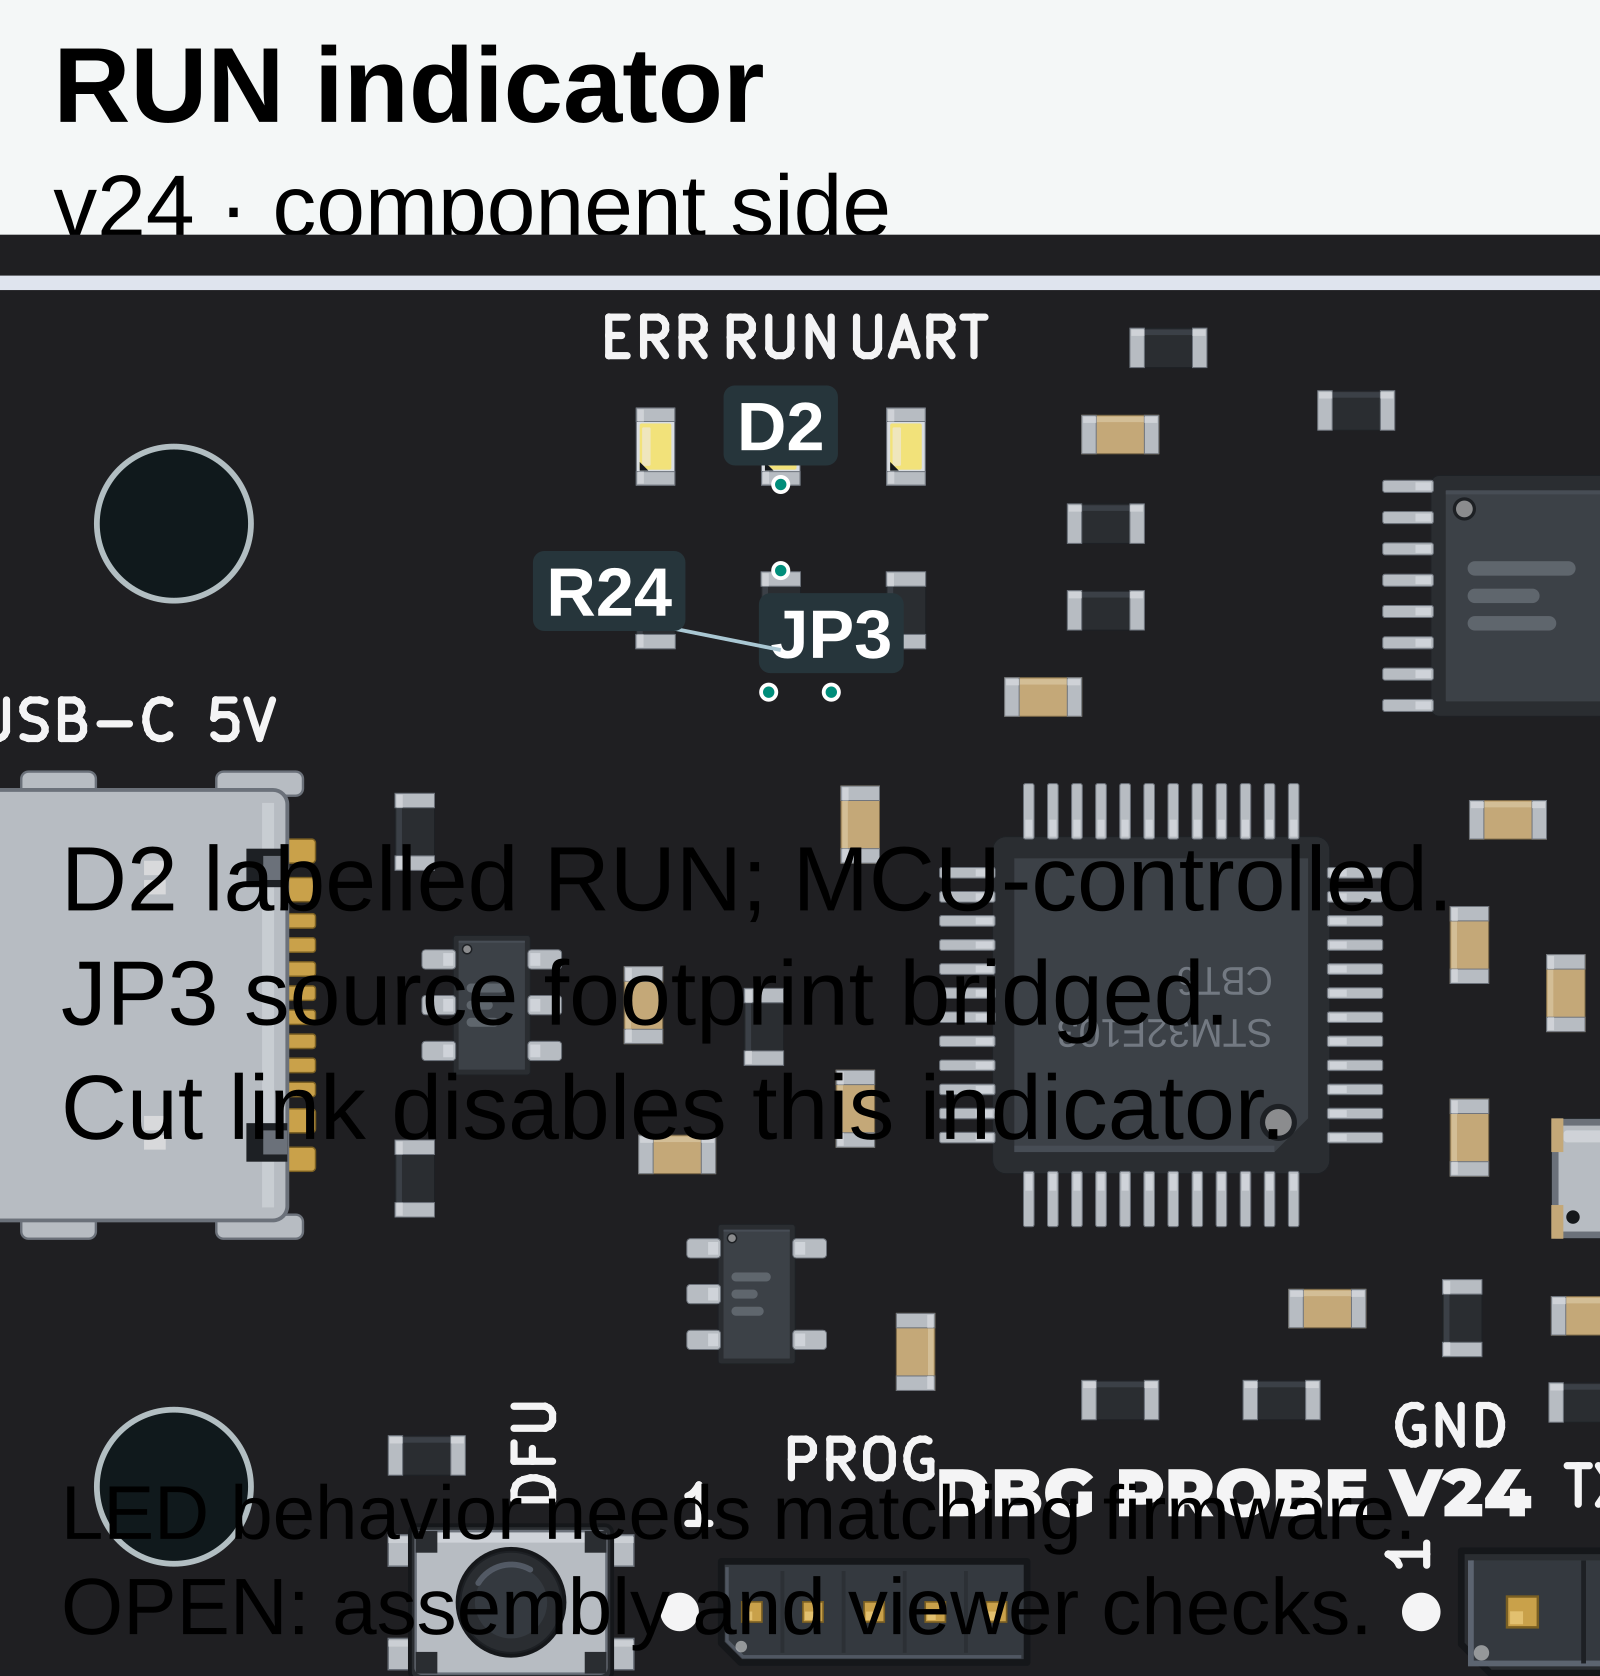 RUN indicator
v24 · component side
ERR RUN UART
D2
R24
JP3
USB-C 5V
D2 labelled RUN; MCU-controlled.
JP3 source footprint bridged.
CBT6
STM32F103
Cut link disables this indicator.
DFU
PROG
GND
DBG PROBE V24
1
LED behavior needs matching firmware.
1
OPEN: assembly and viewer checks.